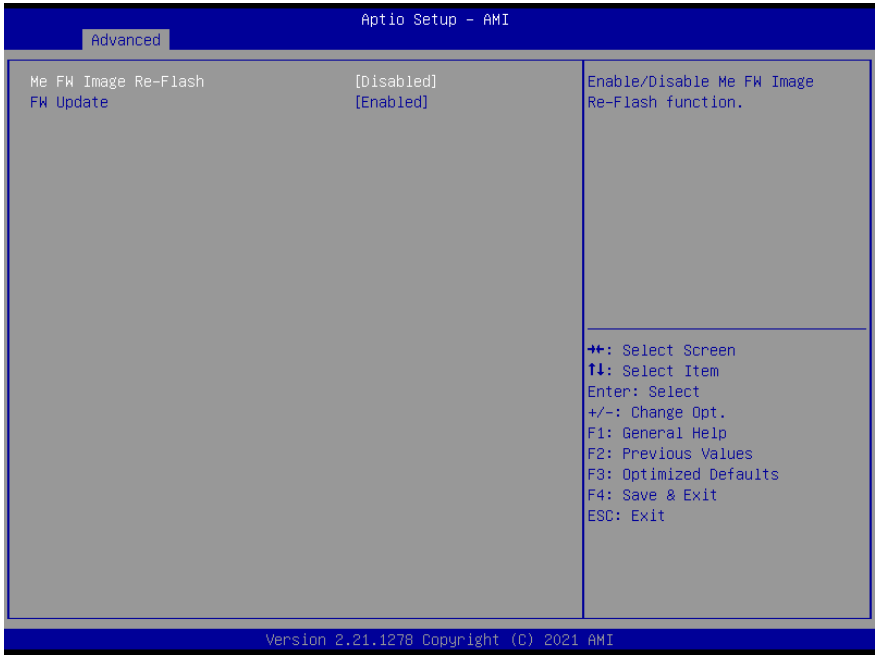 Aptio Setup – AMI
Advanced
Me FW Image Re-Flash [Disabled]
FW Update [Enabled]
Enable/Disable Me FW Image
Re-Flash function.
→←: Select Screen
↑↓: Select Item
Enter: Select
+/-: Change Opt.
F1: General Help
F2: Previous Values
F3: Optimized Defaults
F4: Save & Exit
ESC: Exit
Version 2.21.1278 Copyright (C) 2021 AMI